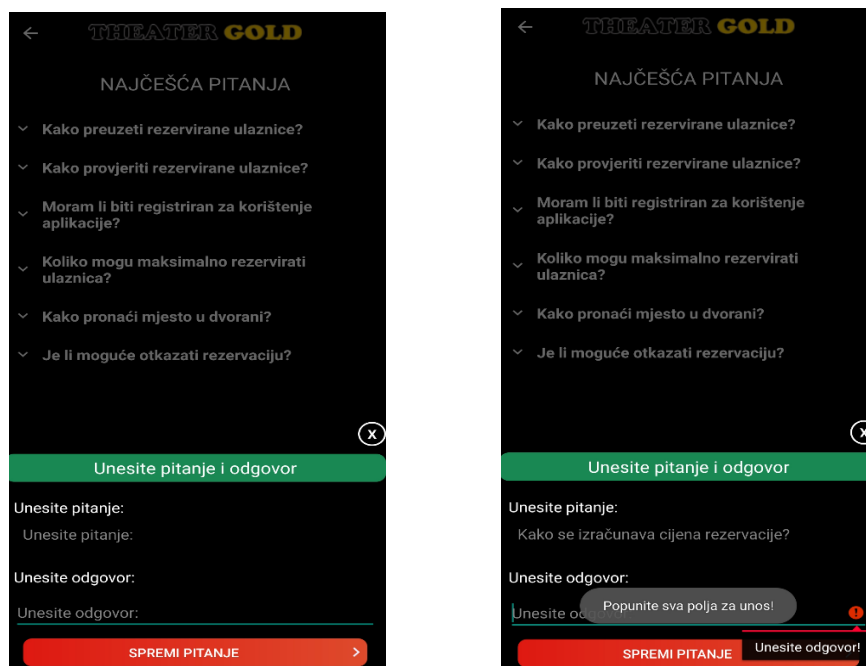 THEATER GOLD
NAJČEŠĆA PITANJA
Kako preuzeti rezervirane ulaznice?
Kako provjeriti rezervirane ulaznice?
Moram li biti registriran za korištenje
aplikacije?
Koliko mogu maksimalno rezervirati
ulaznica?
Kako pronaći mjesto u dvorani?
Je li moguće otkazati rezervaciju?
X
Unesite pitanje i odgovor
Unesite pitanje:
Unesite pitanje:
Unesite odgovor:
Unesite odgovor:
SPREMI PITANJE
THEATER GOLD
NAJČEŠĆA PITANJA
Kako preuzeti rezervirane ulaznice?
Kako provjeriti rezervirane ulaznice?
Moram li biti registriran za korištenje
aplikacije?
Koliko mogu maksimalno rezervirati
ulaznica?
Kako pronaći mjesto u dvorani?
Je li moguće otkazati rezervaciju?
X
Unesite pitanje i odgovor
Unesite pitanje:
Kako se izračunava cijena rezervacije?
Unesite odgovor:
Popunite sva polja za unos!
Unesite
SPREMI PITANJE
Unesite odgovor!